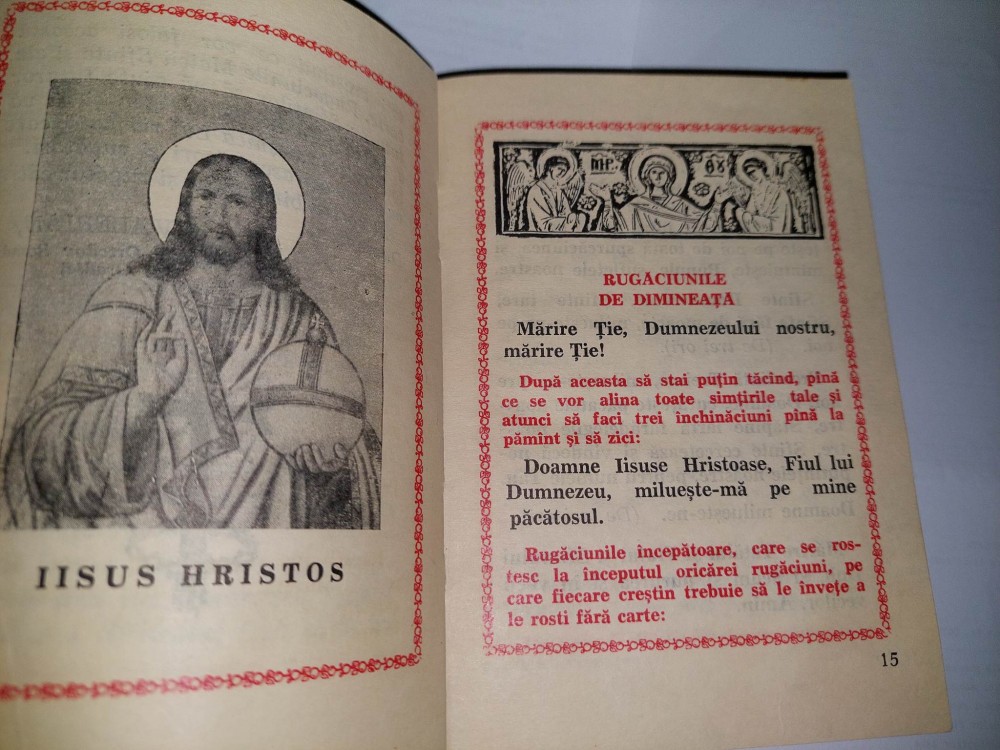 IISUS HRISTOS
ΜΡ. ΘΥ
RUGĂCIUNILE
DE DIMINEAȚA
Mărire Ție, Dumnezeului nostru,
mărire Ție!
După aceasta să stai puțin tăcind, pînă
ce se vor alina toate simțirile tale și
atunci să faci trei închinăciuni pînă la
pămînt și să zici:
Doamne Iisuse Hristoase, Fiul lui
Dumnezeu, miluește-mă pe mine
păcătosul.
Rugăciunile începătoare, care se ros-
tesc la începutul oricărei rugăciuni, pe
care fiecare creștin trebuie să le învețe a
le rosti fără carte:
15